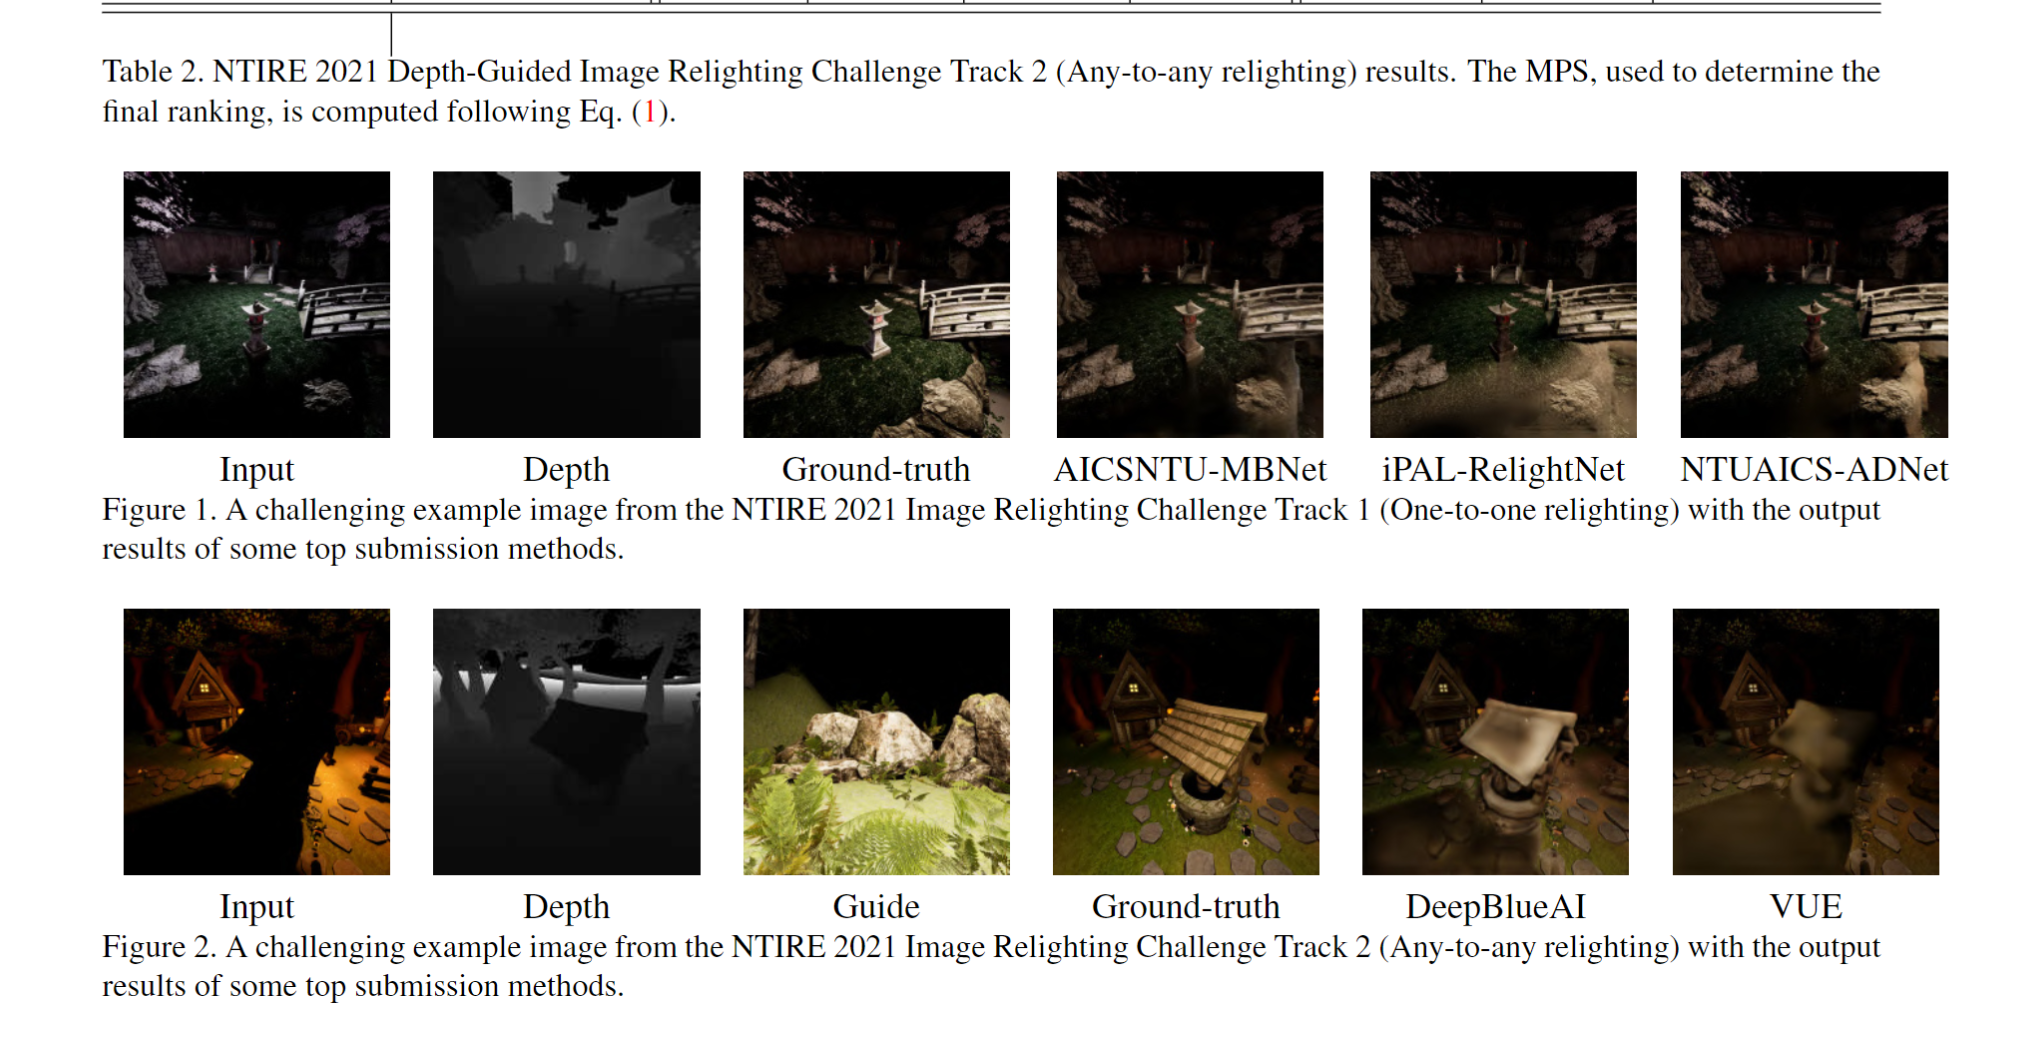 Table 2. NTIRE 2021 Depth-Guided Image Relighting Challenge Track 2 (Any-to-any relighting) results. The MPS, used to determine the
final ranking, is computed following Eq. (1).
Input Depth Ground-truth AICSNTU-MBNet iPAL-RelightNet NTUAICS-ADNet
Figure 1. A challenging example image from the NTIRE 2021 Image Relighting Challenge Track 1 (One-to-one relighting) with the output
results of some top submission methods.
Input Depth Guide Ground-truth DeepBlueAI VUE
Figure 2. A challenging example image from the NTIRE 2021 Image Relighting Challenge Track 2 (Any-to-any relighting) with the output
results of some top submission methods.